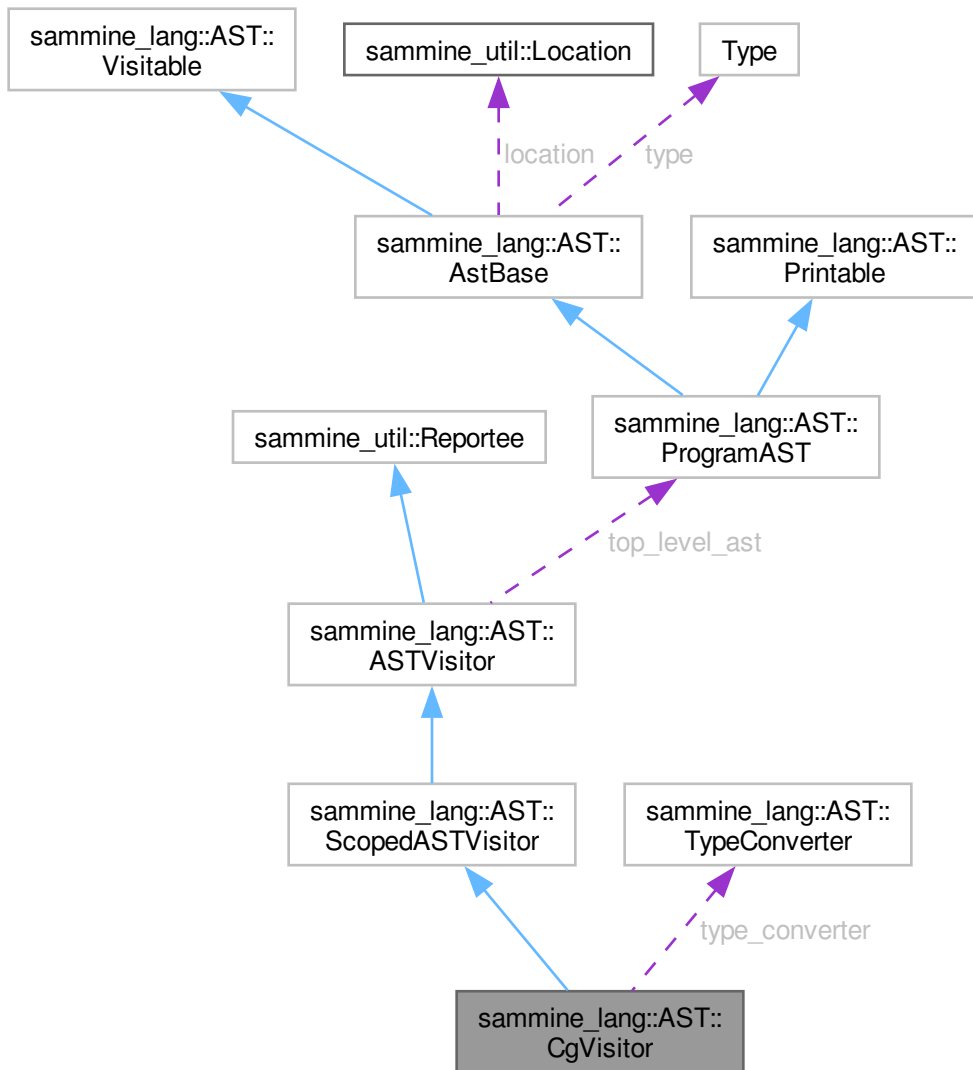 sammine_lang::AST::
Visitable
sammine_util::Location
Type
location
type
sammine_lang::AST::
AstBase
sammine_lang::AST::
Printable
sammine_util::Reportee
sammine_lang::AST::
ProgramAST
top_level_ast
sammine_lang::AST::
ASTVisitor
sammine_lang::AST::
ScopedASTVisitor
sammine_lang::AST::
TypeConverter
type_converter
sammine_lang::AST::
CgVisitor